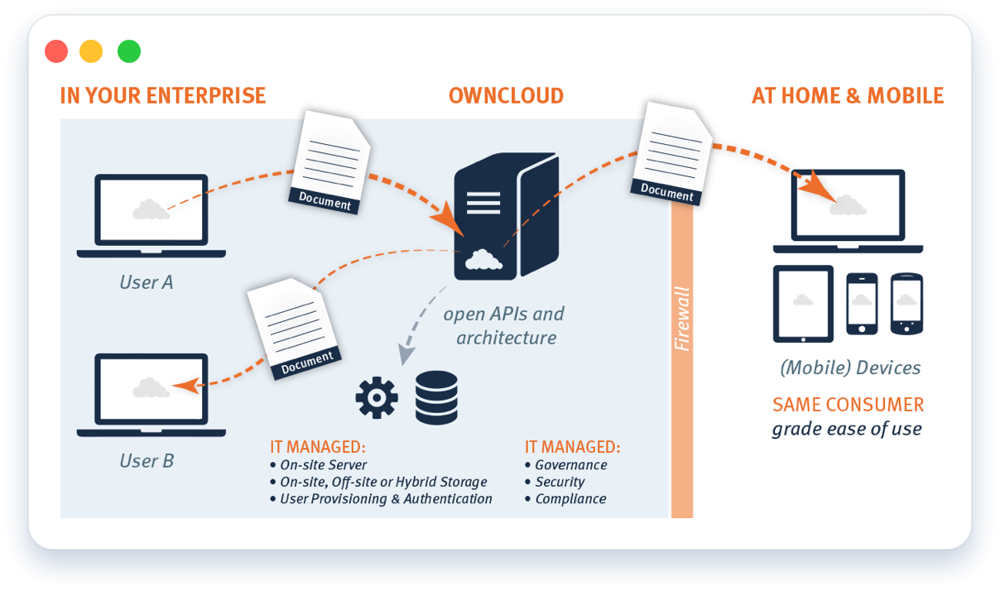 IN YOUR ENTERPRISE
OWNCLOUD
AT HOME & MOBILE
Document
Document
User A
open APIs and
architecture
Firewall
Document
(Mobile) Devices
SAME CONSUMER
grade ease of use
User B
IT MANAGED:
• On-site Server
• On-site, Off-site or Hybrid Storage
• User Provisioning & Authentication
IT MANAGED:
• Governance
• Security
• Compliance